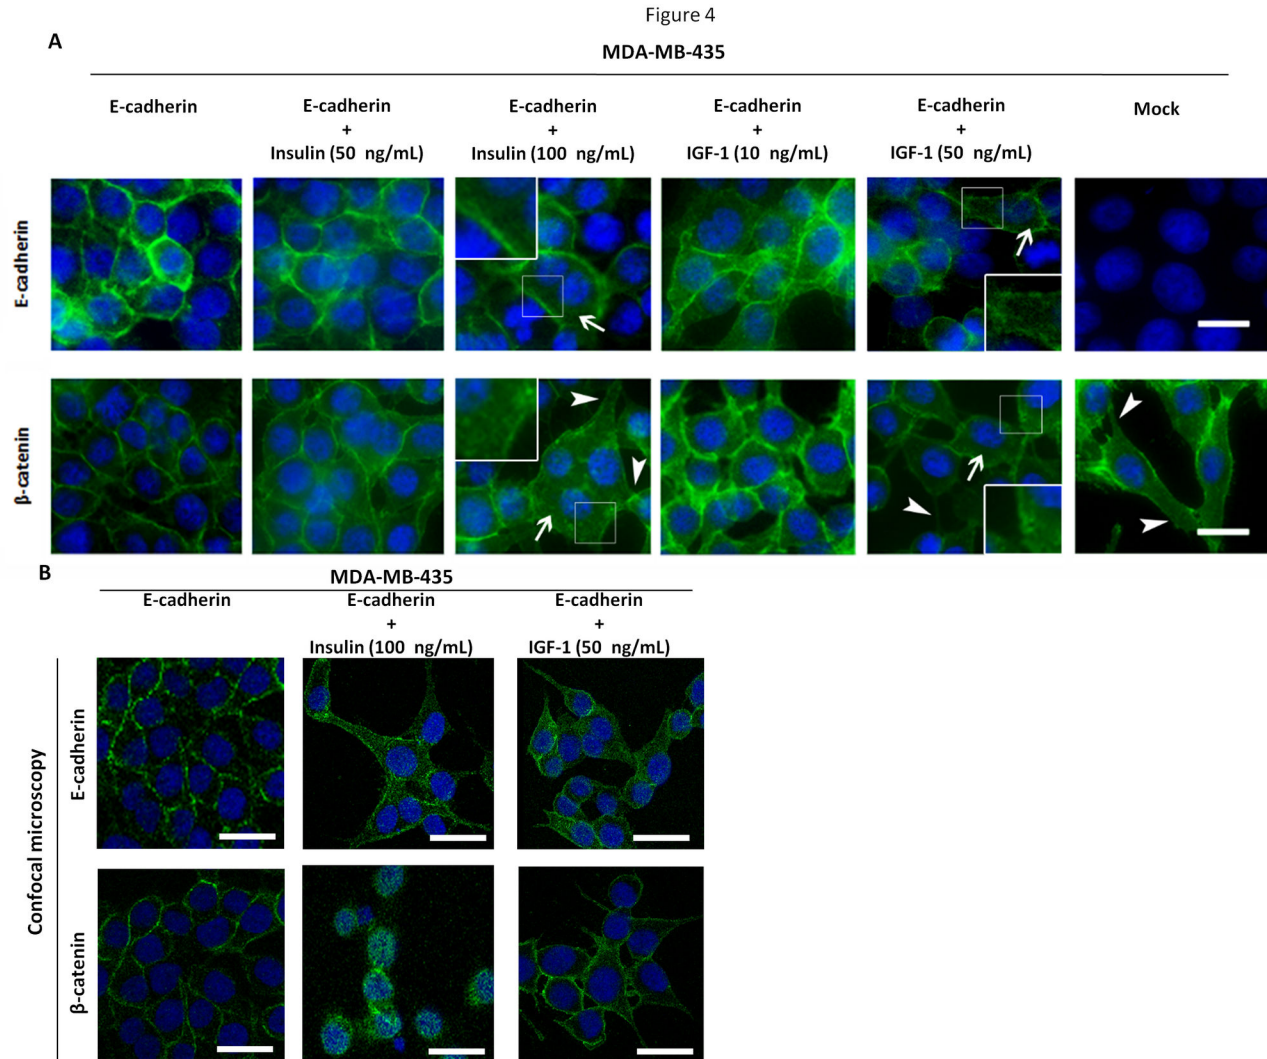 Figure 4
A
MDA-MB-435
E-cadherin
E-cadherin
+
Insulin (50 ng/mL)
E-cadherin
+
Insulin (100 ng/mL)
E-cadherin
+
IGF-1 (10 ng/mL)
E-cadherin
+
IGF-1 (50 ng/mL)
Mock
E-cadherin
β-catenin
B
MDA-MB-435
E-cadherin
E-cadherin
+
Insulin (100 ng/mL)
E-cadherin
+
IGF-1 (50 ng/mL)
Confocal microscopy
E-cadherin
β-catenin